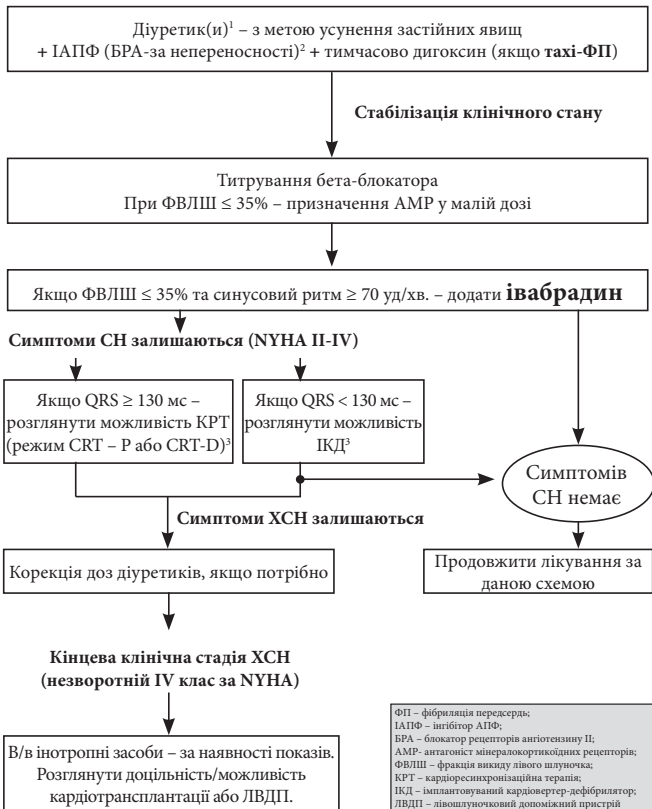 Діуретик(и)¹ – з метою усунення застійних явищ
+ ІАПФ (БРА-за непереносності)² + тимчасово дигоксин (якщо тахі-ФП)
Стабілізація клінічного стану
Титрування бета-блокатора
При ФВЛШ ≤ 35% – призначення АМР у малій дозі
Якщо ФВЛШ ≤ 35% та синусовий ритм ≥ 70 уд/хв. – додати івабрадин
Симптоми СН залишаються (NYHA II-IV)
Якщо QRS ≥ 130 мс –
розглянути можливість КРТ
(режим CRT – P або CRT-D)³
Якщо QRS < 130 мс –
розглянути можливість
ІКД³
Симптомів
СН немає
Симптоми ХСН залишаються
Корекція доз діуретиків, якщо потрібно
Продовжити лікування за
даною схемою
Кінцева клінічна стадія ХСН
(незворотній IV клас за NYHA)
В/в інотропні засоби – за наявності показів.
Розглянути доцільність/можливість
кардіотрансплантації або ЛВДП.
ФП – фібриляція передсердь;
ІАПФ – інгібітор АПФ;
БРА – блокатор рецепторів ангіотензину II;
АМР- антагоніст мінералокортикоїдних рецепторів;
ФВЛШ – фракція викиду лівого шлуночка;
КРТ – кардіоресинхронізаційна терапія;
ІКД – імплантований кардіовертер-дефібрилятор;
ЛВДП – лівошлуночковий допоміжний пристрій